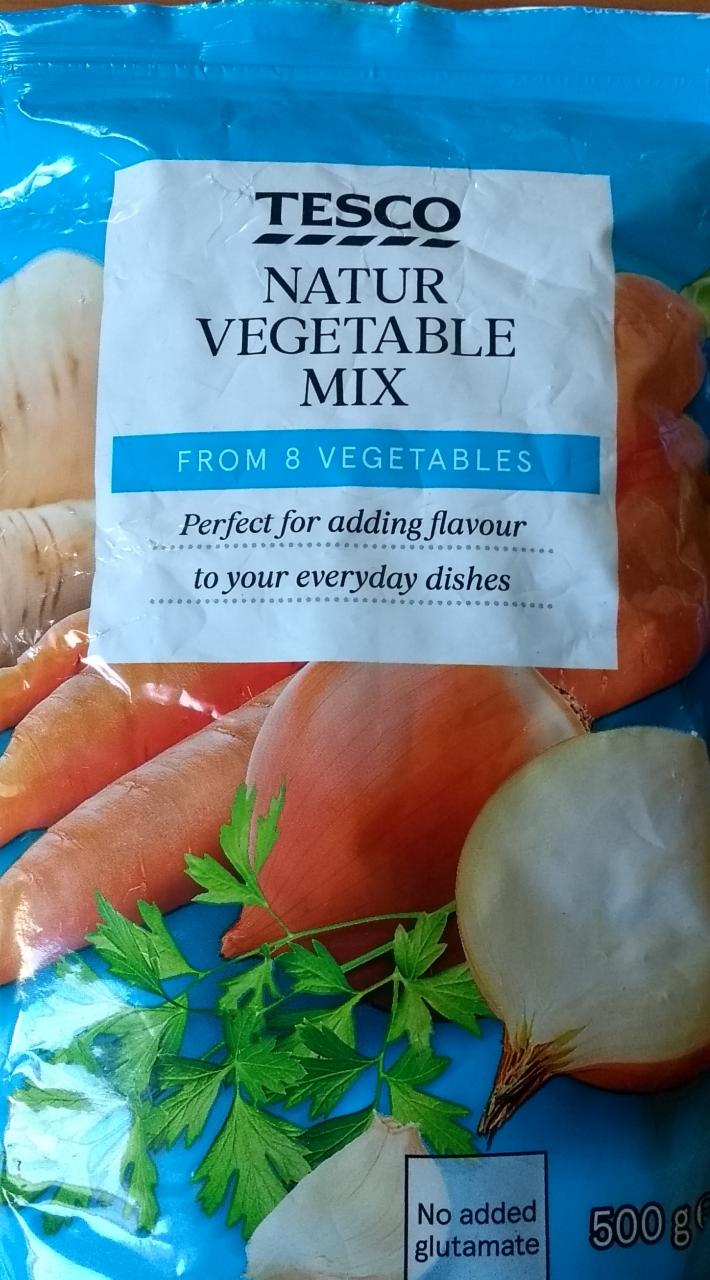 TESCO
NATUR
VEGETABLE
MIX
FROM 8 VEGETABLES
Perfect for adding flavour
to your everyday dishes
No added
glutamate
500 g